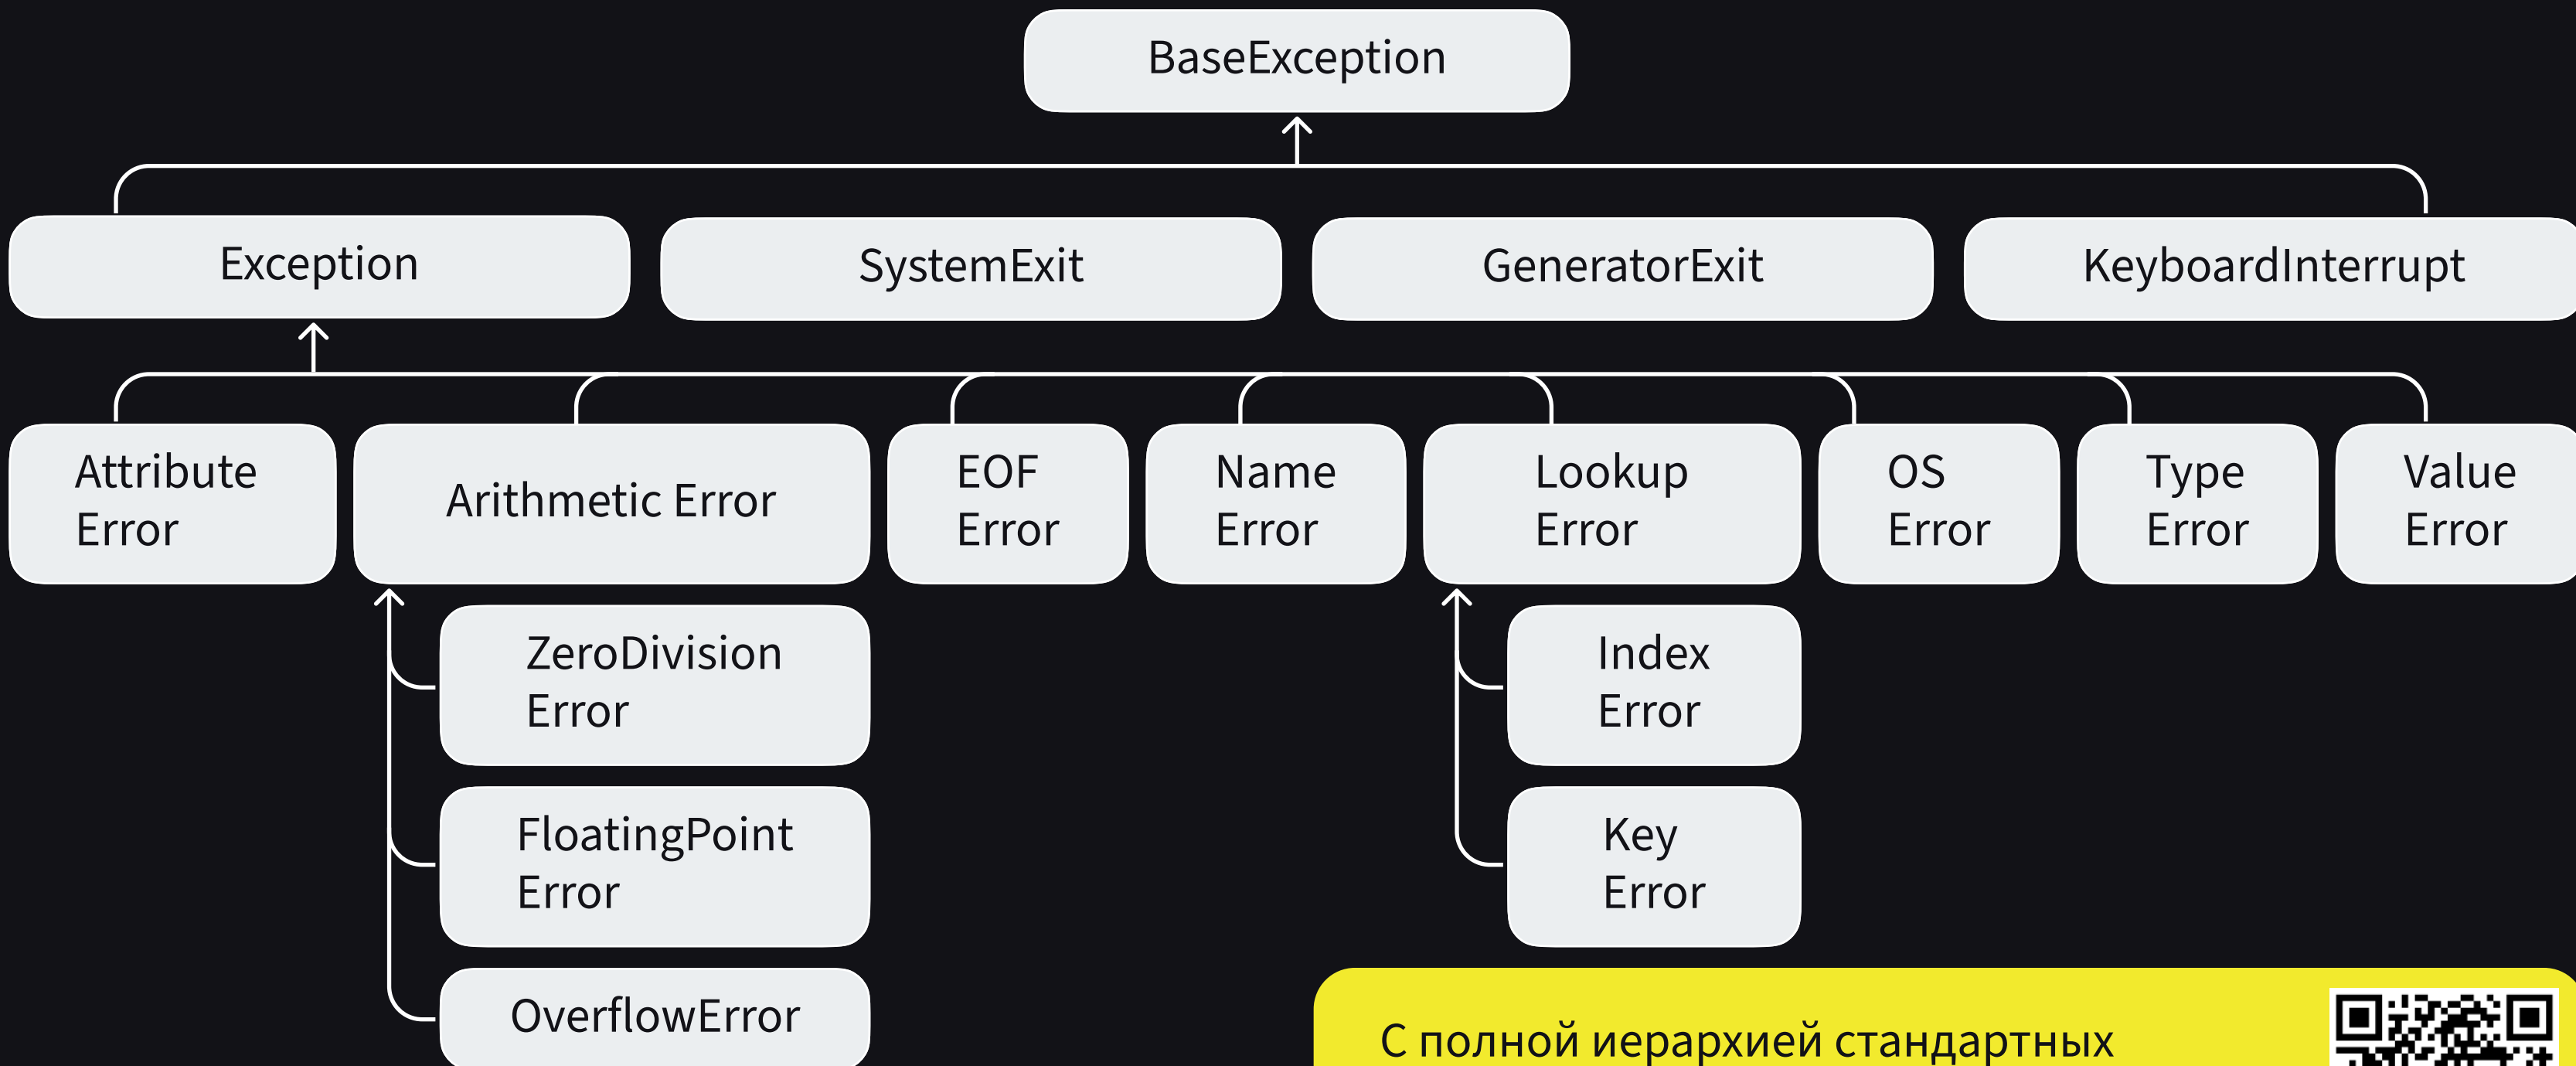 BaseException
Exception
SystemExit
GeneratorExit
KeyboardInterrupt
Attribute
Error
Arithmetic Error
EOF
Error
Name
Error
Lookup
Error
OS
Error
Type
Error
Value
Error
ZeroDivision
Error
FloatingPoint
Error
OverflowError
Index
Error
Key
Error
С полной иерархией стандартных